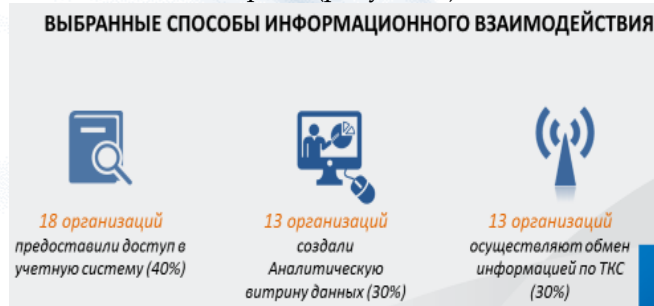 ВЫБРАННЫЕ СПОСОБЫ ИНФОРМАЦИОННОГО ВЗАИМОДЕЙСТВИЯ
18 организаций
предоставили доступ в
учетную систему (40%)
13 организаций
создали
Аналитическую
витрину данных (30%)
13 организаций
осуществляют обмен
информацией по ТКС
(30%)